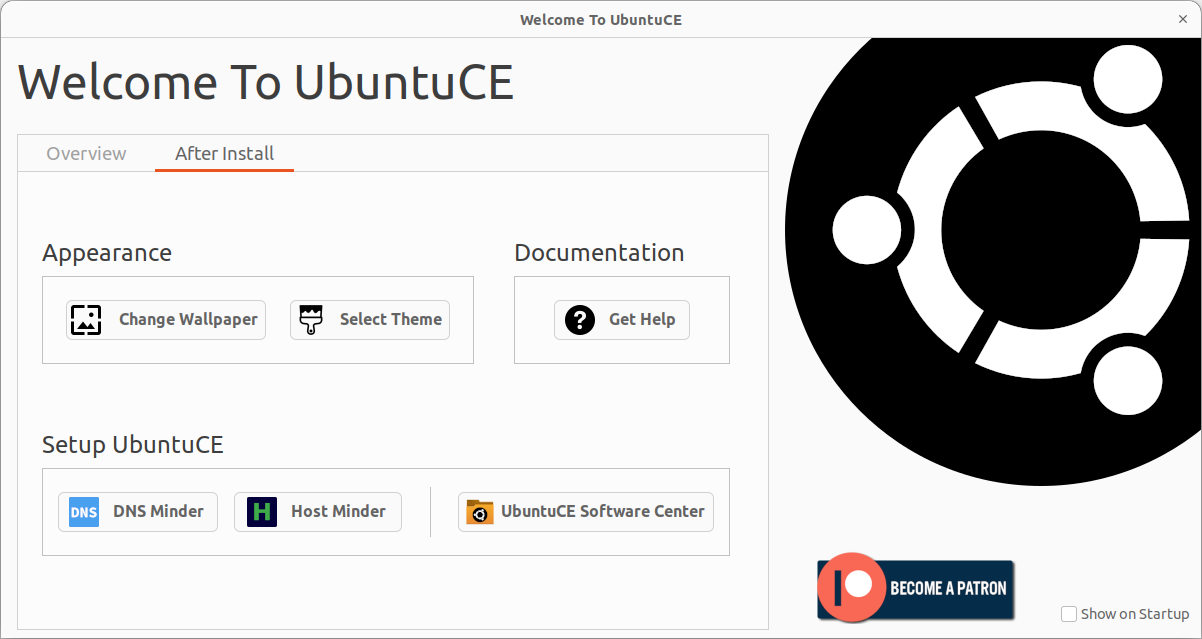 Welcome To UbuntuCE
Welcome To UbuntuCE
Overview After Install
Appearance
Change Wallpaper Select Theme
Documentation
? Get Help
Setup UbuntuCE
DNS DNS Minder H Host Minder UbuntuCE Software Center
BECOME A PATRON
Show on Startup